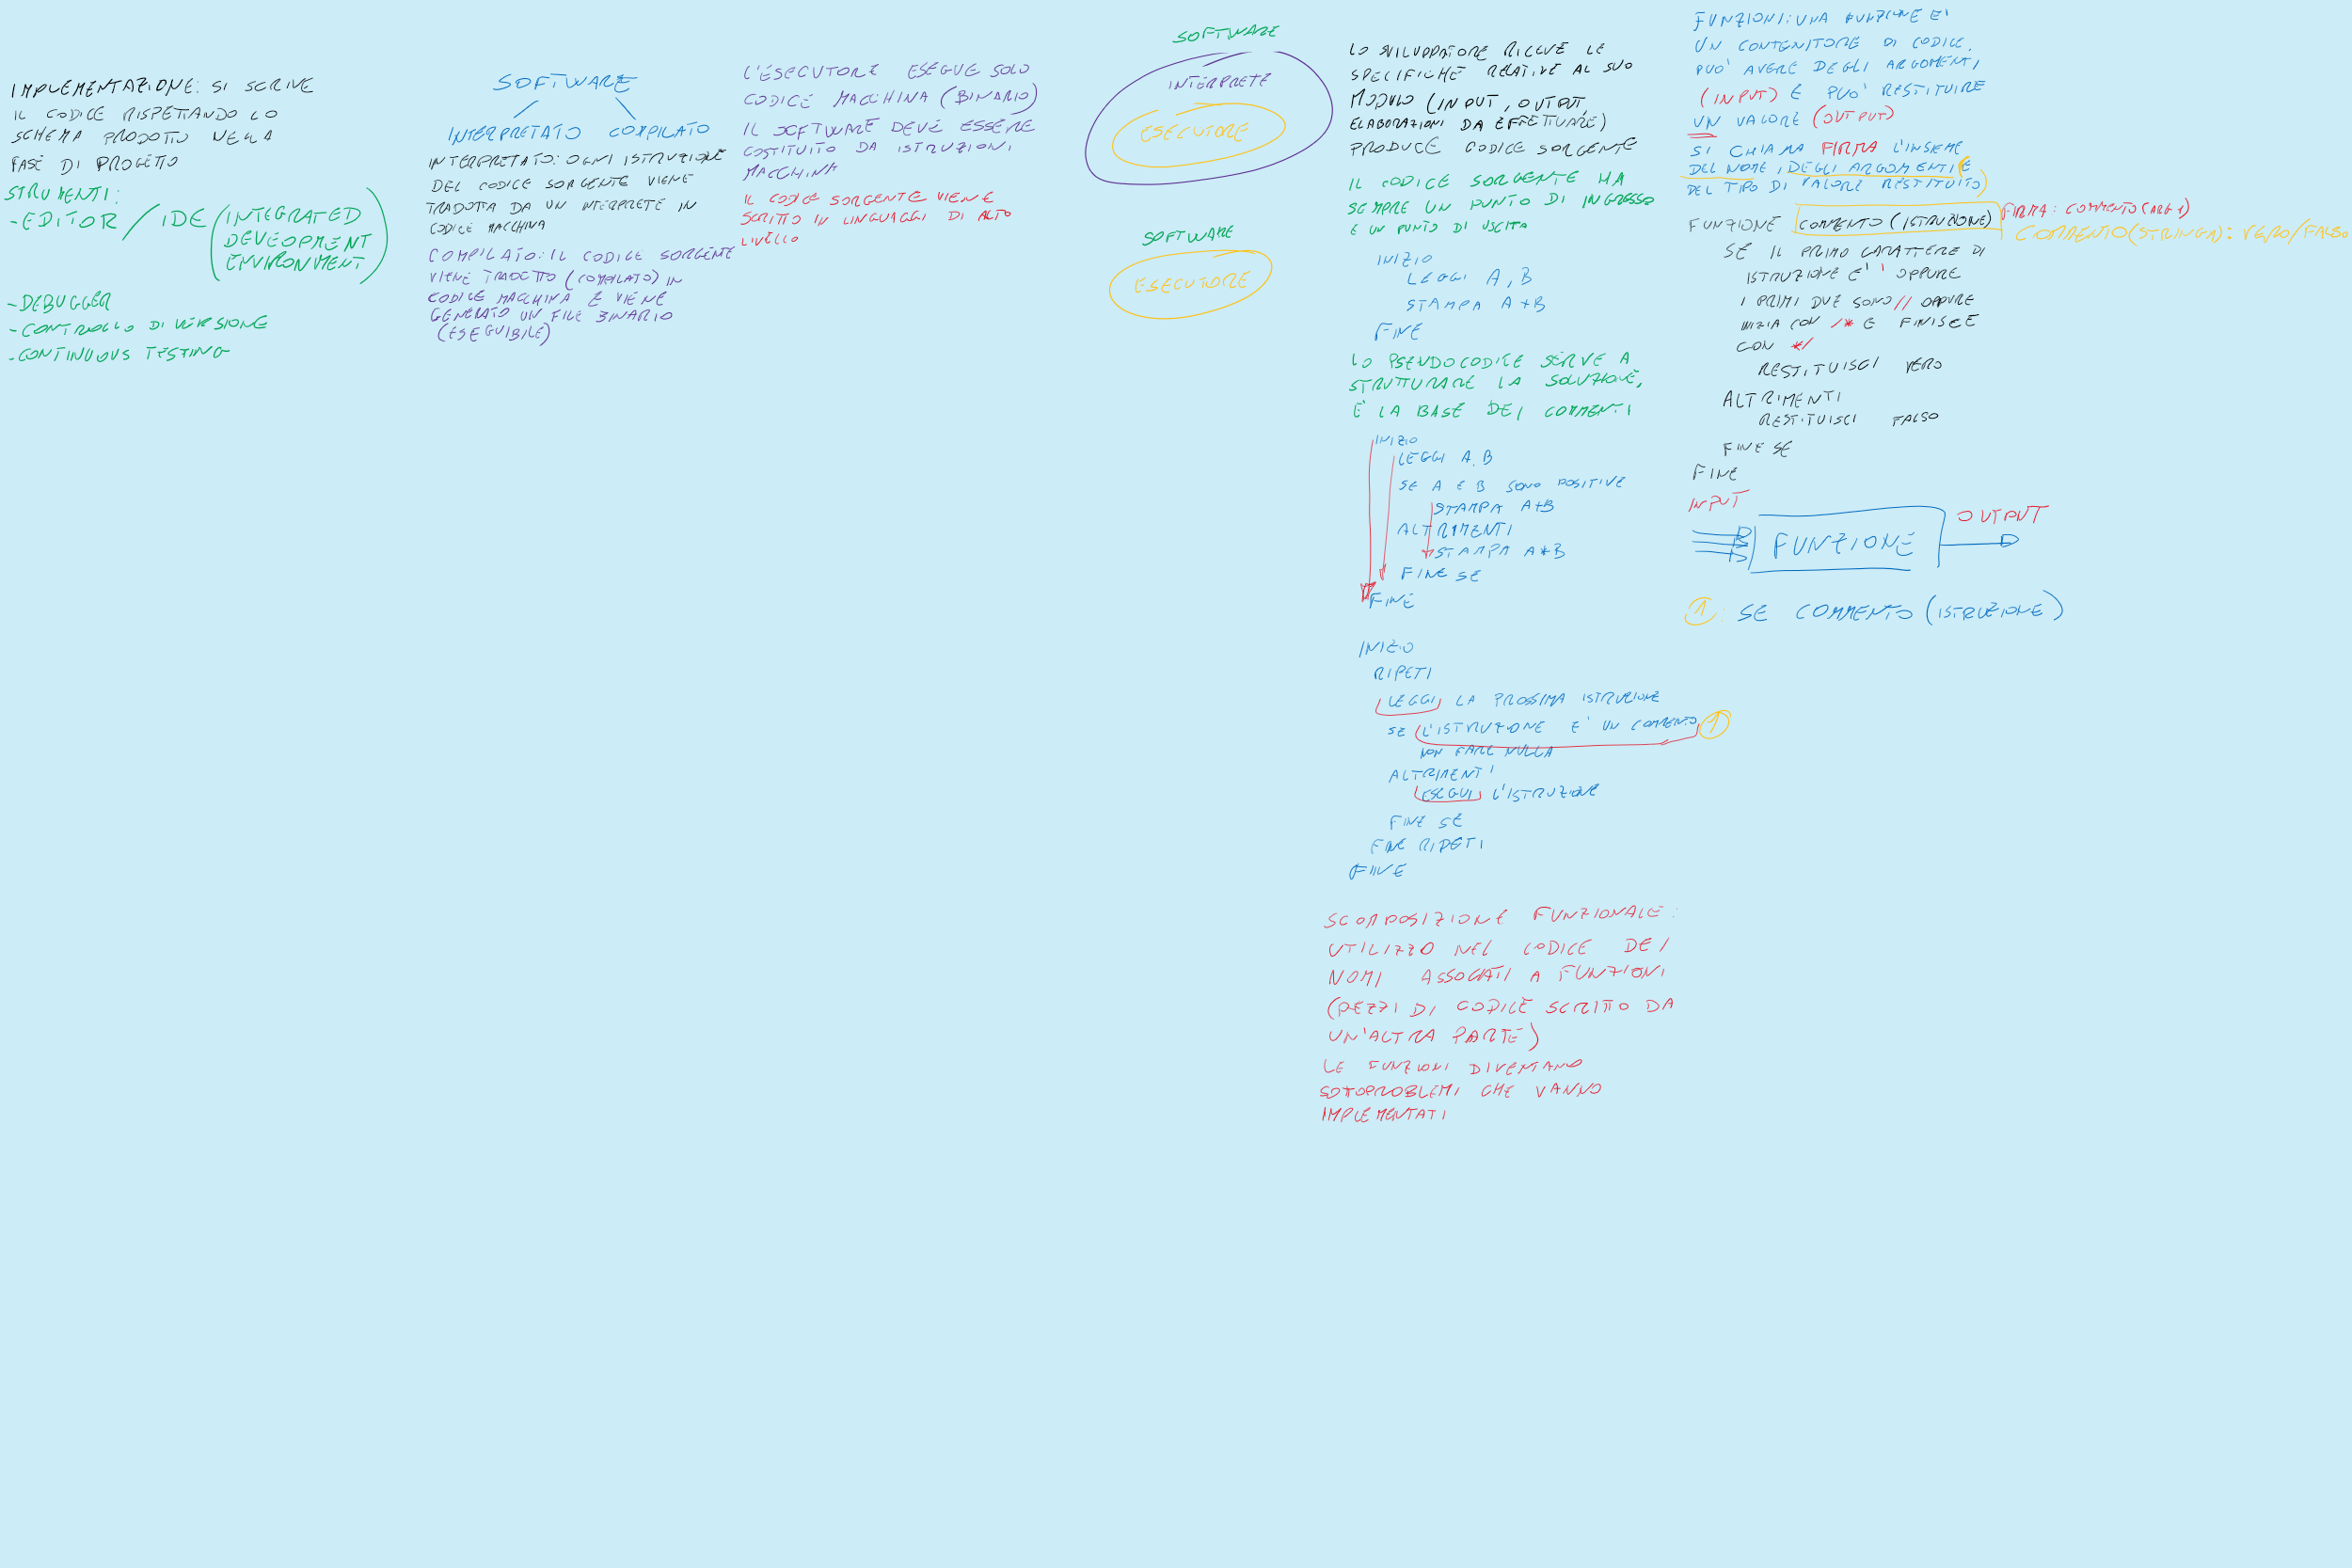 IMPLEMENTAZIONE: SI SCRIVE
IL CODICE RISPETTANDO LO
SCHEMA PRODOTTO NELLA
FASE DI PROGETTO
STRUMENTI:
-EDITOR / IDE (INTEGRATED
DEVEOPMENT
ENVIRONMENT)
-DEBUGGER
-CONTROLLO DI VERSIONE
-CONTINUOUS TESTING
SOFTWARE
INTERPRETATO COMPILATO
INTERPRETATO: OGNI ISTRUZIONE
DEL CODICE SORGENTE VIENE
TRADOTTA DA UN INTERPRETE IN
CODICE MACCHINA
COMPILATO: IL CODICE SORGENTE
VIENE TRADOTTO (COMPILATO) IN
CODICE MACCHINA E VIENE
GENERATO UN FILE BINARIO
(ESEGUIBILE)
L'ESECUTORE ESEGUE SOLO
CODICE MACCHINA (BINARIO)
IL SOFTWARE DEVE ESSERE
COSTITUITO DA ISTRUZIONI
MACCHINA
IL CODICE SORGENTE VIENE
SCRITTO IN LINGUAGGI DI ALTO
LIVELLO
SOFTWARE
INTERPRETE
ESECUTORE
SOFTWARE
ESECUTORE
LO SVILUPPATORE RICEVE LE
SPECIFICHE RELATIVE AL SUO
MODULO (INPUT, OUTPUT,
ELABORAZIONI DA EFFETTUARE)
PRODUCE CODICE SORGENTE
IL CODICE SORGENTE HA
SEMPRE UN PUNTO DI INGRESSO
E UN PUNTO DI USCITA
INIZIO
LEGGI A, B
STAMPA A+B
FINE
LO PSEUDOCODICE SERVE A
STRUTTURARE LA SOLUZIONE,
È LA BASE DEI COMMENTI
INIZIO
LEGGI A, B
SE A E B SONO POSITIVE
STAMPA A+B
ALTRIMENTI
STAMPA A*B
FINE SE
FINE
INIZIO
RIPETI
LEGGI LA PROSSIMA ISTRUZIONE
SE L'ISTRUZIONE E' UN COMMENTO 1
NON FARE NULLA
ALTRIMENTI
ESEGUI L'ISTRUZIONE
FINE SE
FINE RIPETI
FINE
SCOMPOSIZIONE FUNZIONALE:
UTILIZZO NEL CODICE DEI
NOMI ASSOCIATI A FUNZIONI
(PEZZI DI CODICE SCRITTO DA
UN'ALTRA PARTE)
LE FUNZIONI DIVENTANO
SOTTOPROBLEMI CHE VANNO
IMPLEMENTATI
FUNZIONI: UNA FUNZIONE E'
UN CONTENITORE DI CODICE.
PUO' AVERE DEGLI ARGOMENTI
(INPUT) E PUO' RESTITUIRE
UN VALORE (OUTPUT)
SI CHIAMA FIRMA L'INSIEME
DEL NOME, DEGLI ARGOMENTI (E
DEL TIPO DI VALORE RESTITUITO)
FUNZIONE COMMENTO (ISTRUZIONE) FIRMA: COMMENTO(ARG1)
COMMENTO(STRINGA): VERO/FALSO
SE IL PRIMO CARATTERE DI
ISTRUZIONE E' ' OPPURE
I PRIMI DUE SONO // OPPURE
INIZIA CON /* E FINISCE
CON */
RESTITUISCI VERO
ALTRIMENTI
RESTITUISCI FALSO
FINE SE
FINE
INPUT
FUNZIONE
OUTPUT
1: SE COMMENTO (ISTRUZIONE)